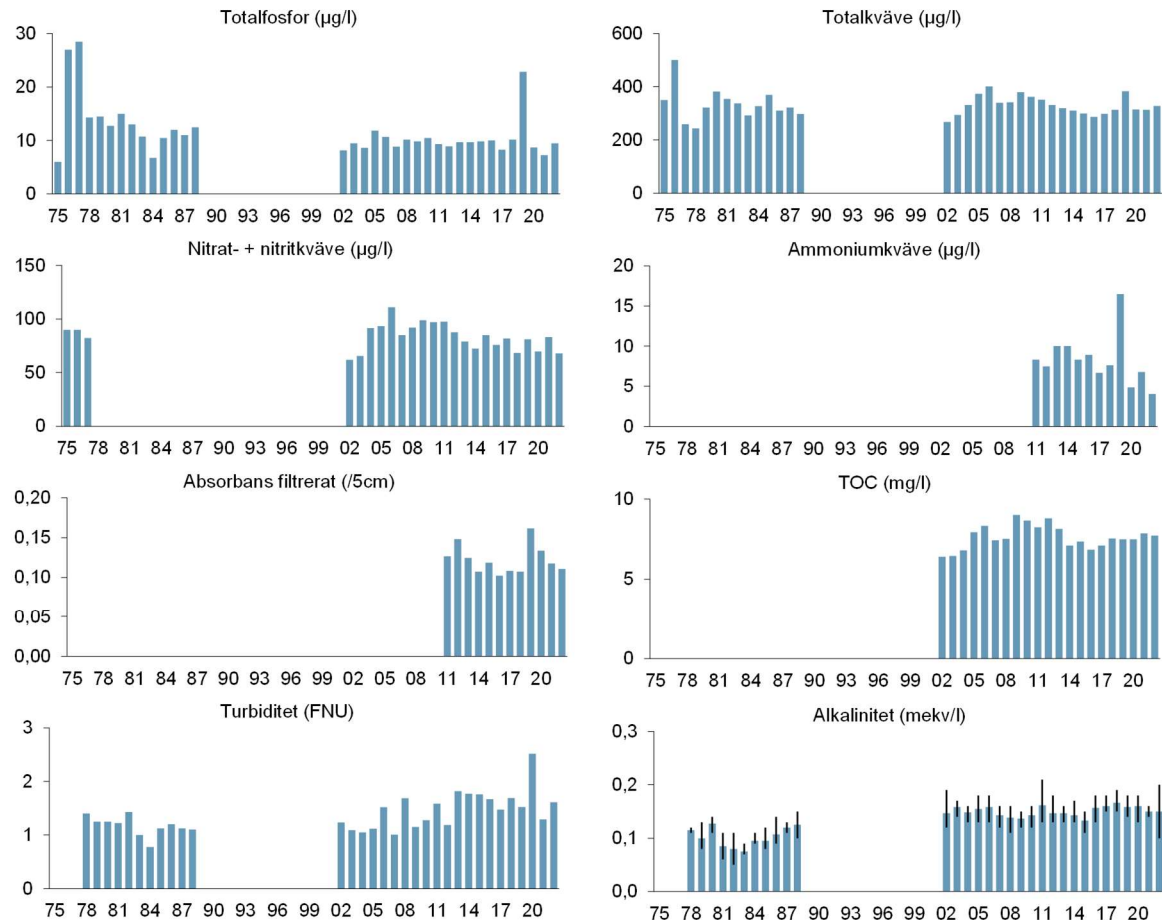 Totalfosfor (µg/l)
30
20
10
0
75 78 81 84 87 90 93 96 99 02 05 08 11 14 17 20
Totalkväve (µg/l)
600
400
200
0
75 78 81 84 87 90 93 96 99 02 05 08 11 14 17 20
Nitrat- + nitritkväve (µg/l)
150
100
50
0
75 78 81 84 87 90 93 96 99 02 05 08 11 14 17 20
Ammoniumkväve (µg/l)
20
15
10
5
0
75 78 81 84 87 90 93 96 99 02 05 08 11 14 17 20
Absorbans filtrerat (/5cm)
0,20
0,15
0,10
0,05
0,00
75 78 81 84 87 90 93 96 99 02 05 08 11 14 17 20
TOC (mg/l)
10
5
0
75 78 81 84 87 90 93 96 99 02 05 08 11 14 17 20
Turbiditet (FNU)
3
2
1
0
75 78 81 84 87 90 93 96 99 02 05 08 11 14 17 20
Alkalinitet (mekv/l)
0,3
0,2
0,1
0,0
75 78 81 84 87 90 93 96 99 02 05 08 11 14 17 20